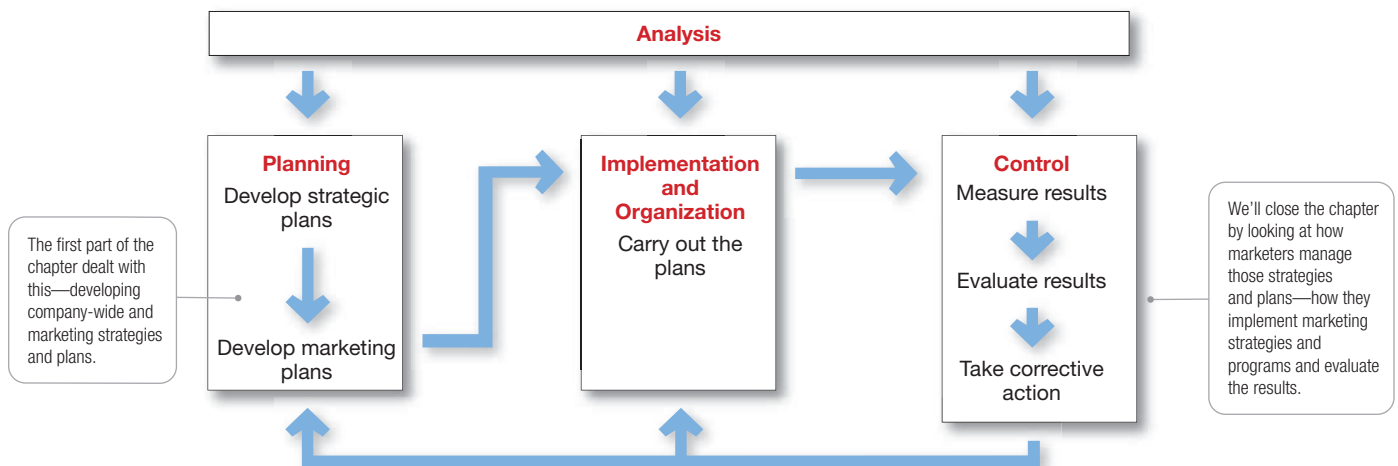 Analysis
Planning
Develop strategic
plans
Develop marketing
plans
Implementation
and
Organization
Carry out the
plans
Control
Measure results
Evaluate results
Take corrective
action
The first part of the
chapter dealt with
this—developing
company-wide and
marketing strategies
and plans.
We’ll close the chapter
by looking at how
marketers manage
those strategies
and plans—how they
implement marketing
strategies and
programs and evaluate
the results.